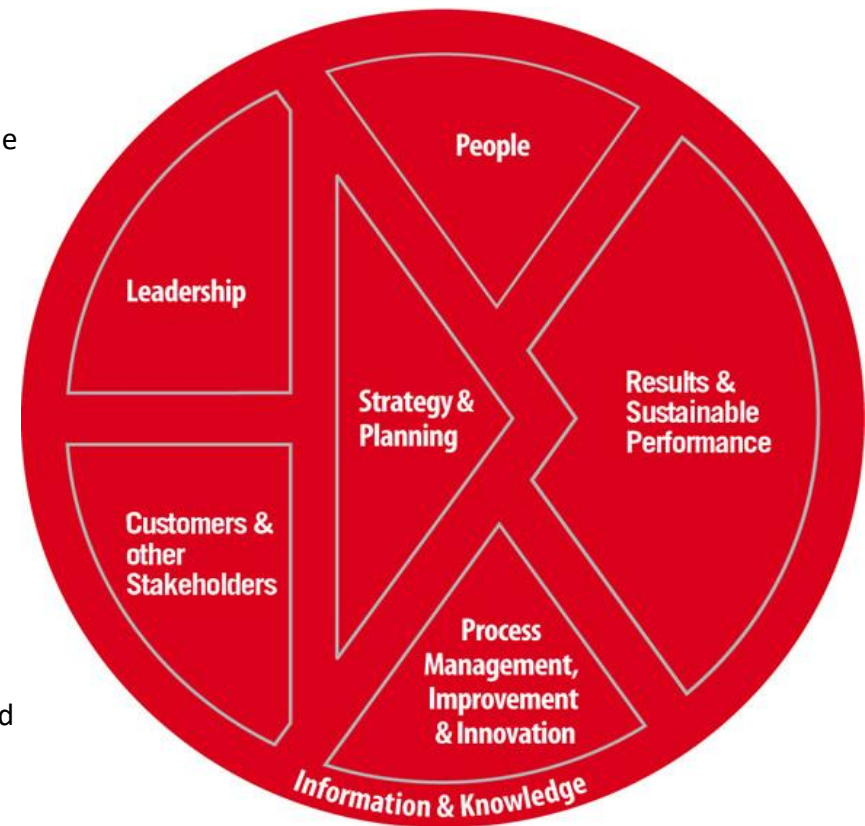 e
People
Leadership
Strategy &
Planning
Results &
Sustainable
Performance
Customers &
other
Stakeholders
Process
Management,
Improvement
& Innovation
d
Information & Knowledge